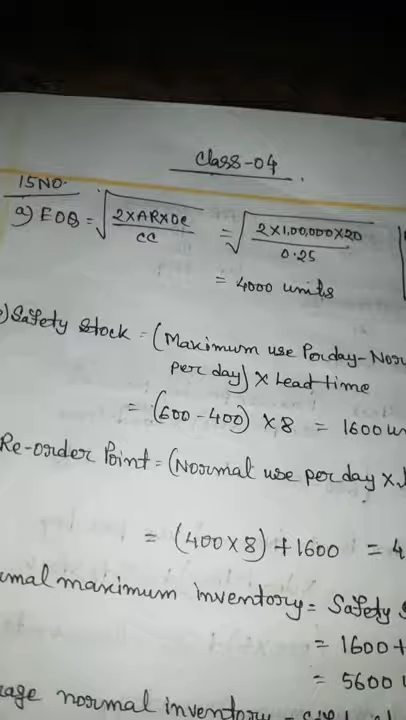 Class-04
15NO.
a) EOQ = √(2×AR×OC / CC) = √(2×1,00,000×20 / 0.25)
= 4000 units
Safety stock = (Maximum use Per day -
per day) × Lead time
= (600 - 400) × 8 = 1600
Re-order Point = (Normal use per day ×
= (400×8) + 1600 =
maximum inventory = Safety
= 1600 +
= 5600
normal inventory